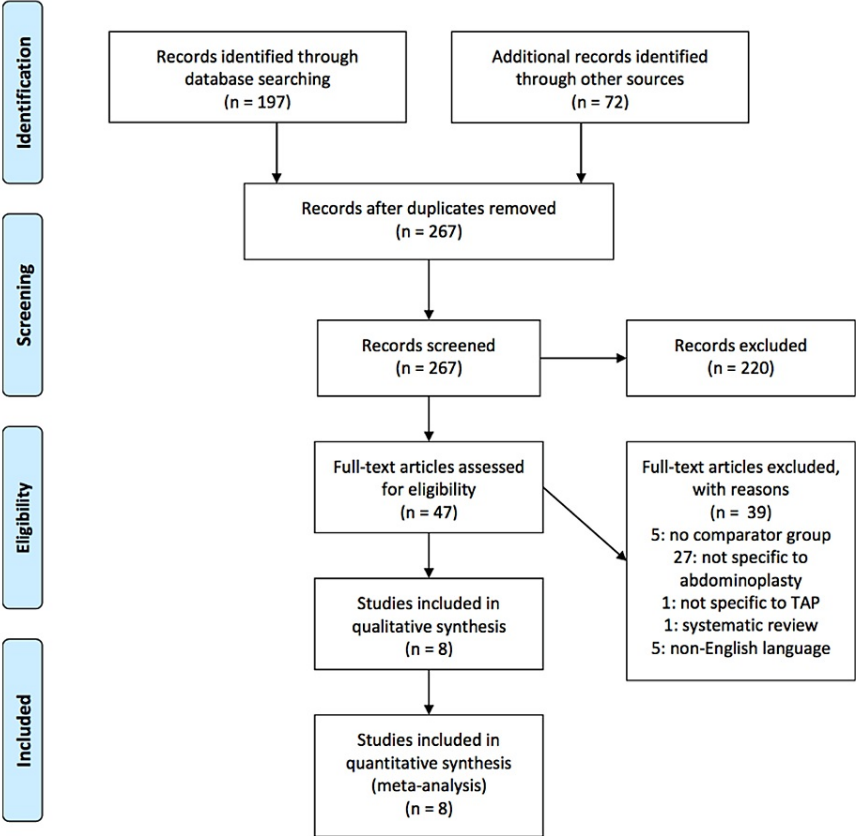 Identification
Records identified through
database searching
(n = 197)
Additional records identified
through other sources
(n = 72)
Records after duplicates removed
(n = 267)
Screening
Records screened
(n = 267)
Records excluded
(n = 220)
Eligibility
Full-text articles assessed
for eligibility
(n = 47)
Full-text articles excluded,
with reasons
(n = 39)
5: no comparator group
27: not specific to
abdominoplasty
1: not specific to TAP
1: systematic review
5: non-English language
Studies included in
qualitative synthesis
(n = 8)
Included
Studies included in
quantitative synthesis
(meta-analysis)
(n = 8)